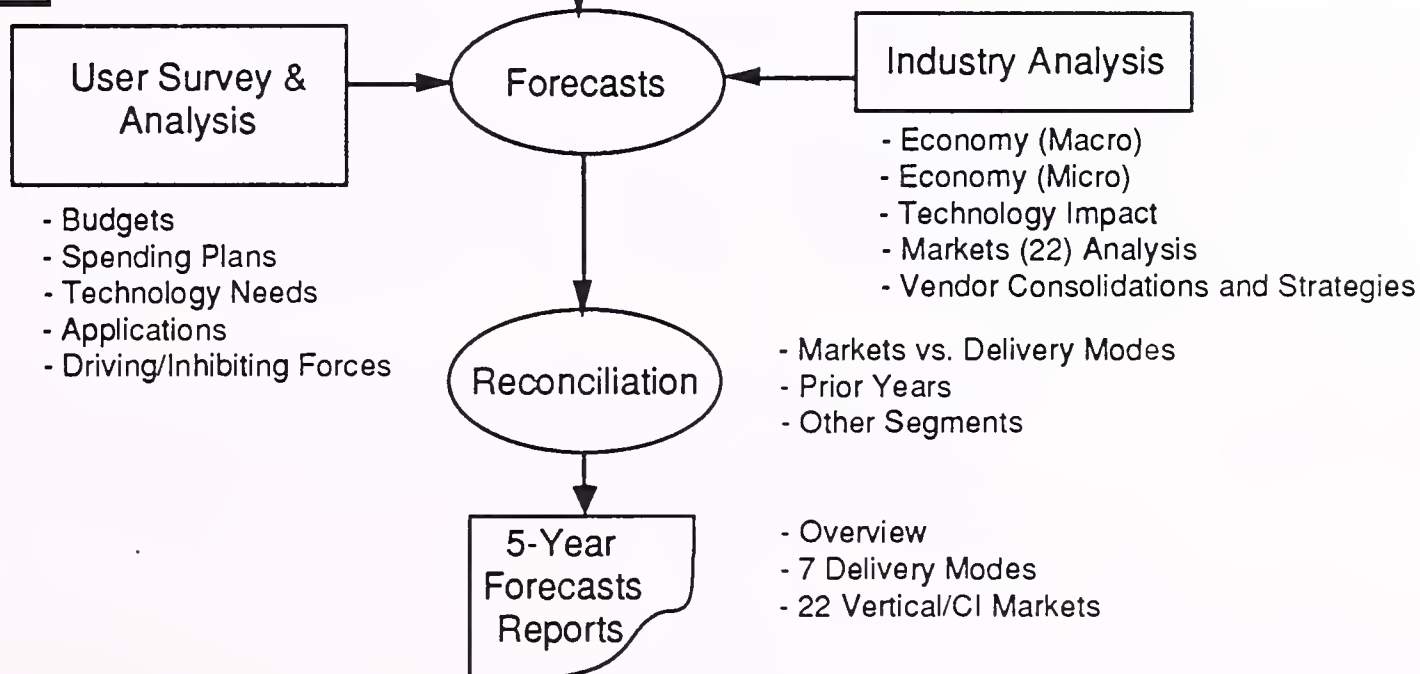 User Survey &
Analysis
- Budgets
- Spending Plans
- Technology Needs
- Applications
- Driving/Inhibiting Forces
Forecasts
Industry Analysis
- Economy (Macro)
- Economy (Micro)
- Technology Impact
- Markets (22) Analysis
- Vendor Consolidations and Strategies
Reconciliation
- Markets vs. Delivery Modes
- Prior Years
- Other Segments
5-Year
Forecasts
Reports
- Overview
- 7 Delivery Modes
- 22 Vertical/CI Markets